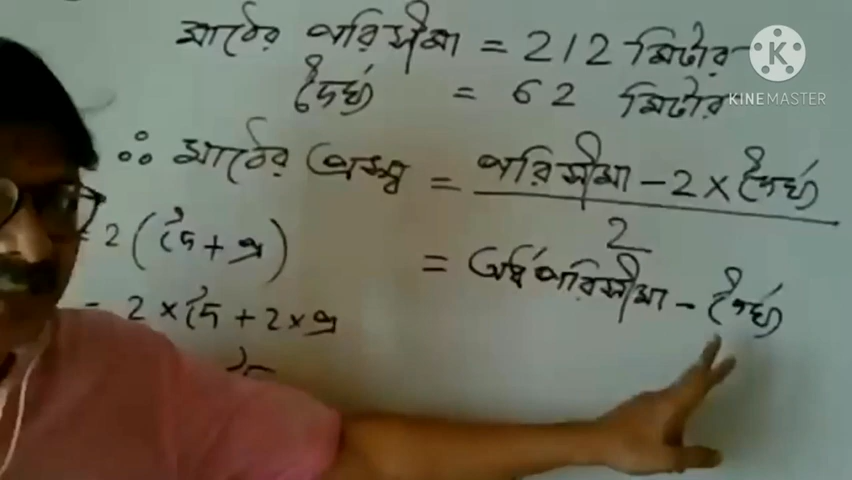 মাঠের পরিসীমা = 212 মিটার
দৈর্ঘ্য = 62 মিটার
∴ মাঠের প্রস্থ = পরিসীমা - 2 × দৈর্ঘ্য
2
= 2 (দৈ + প্র)
= অর্ধপরিসীমা - দৈর্ঘ্য
= 2 × দৈ + 2 × প্র
K
KINEMASTER